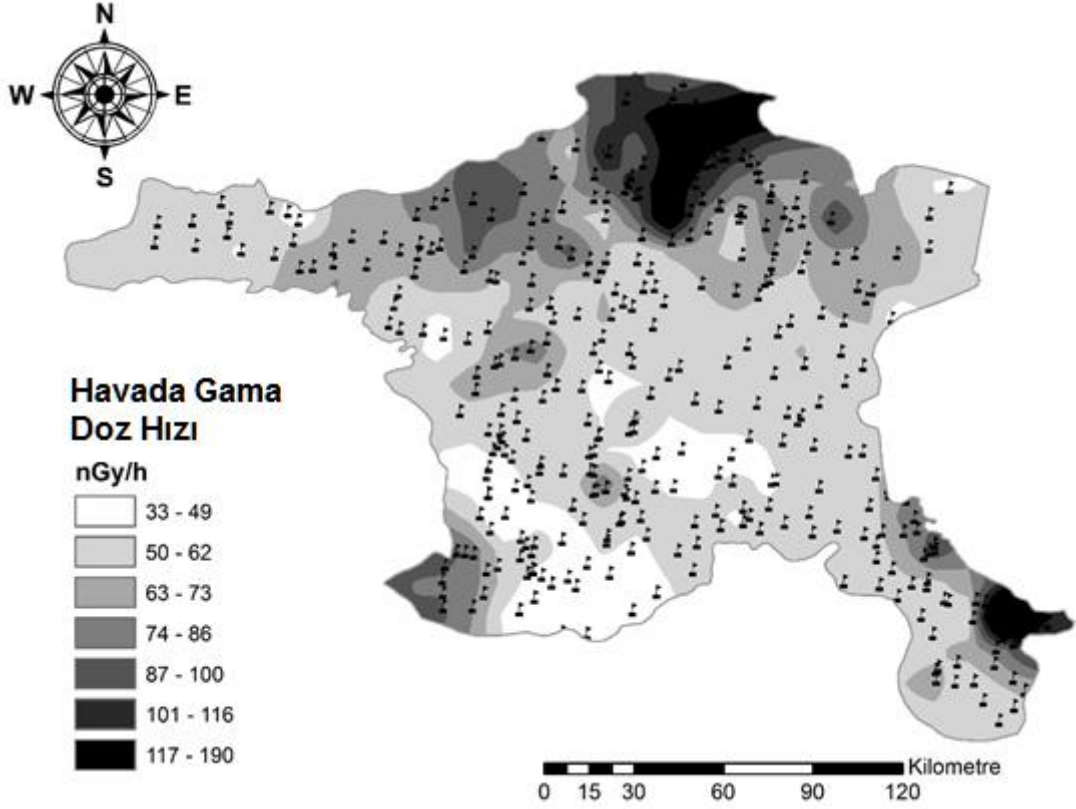 N
W E
S
Havada Gama
Doz Hızı
nGy/h
33 - 49
50 - 62
63 - 73
74 - 86
87 - 100
101 - 116
117 - 190
Kilometre
0 15 30 60 90 120